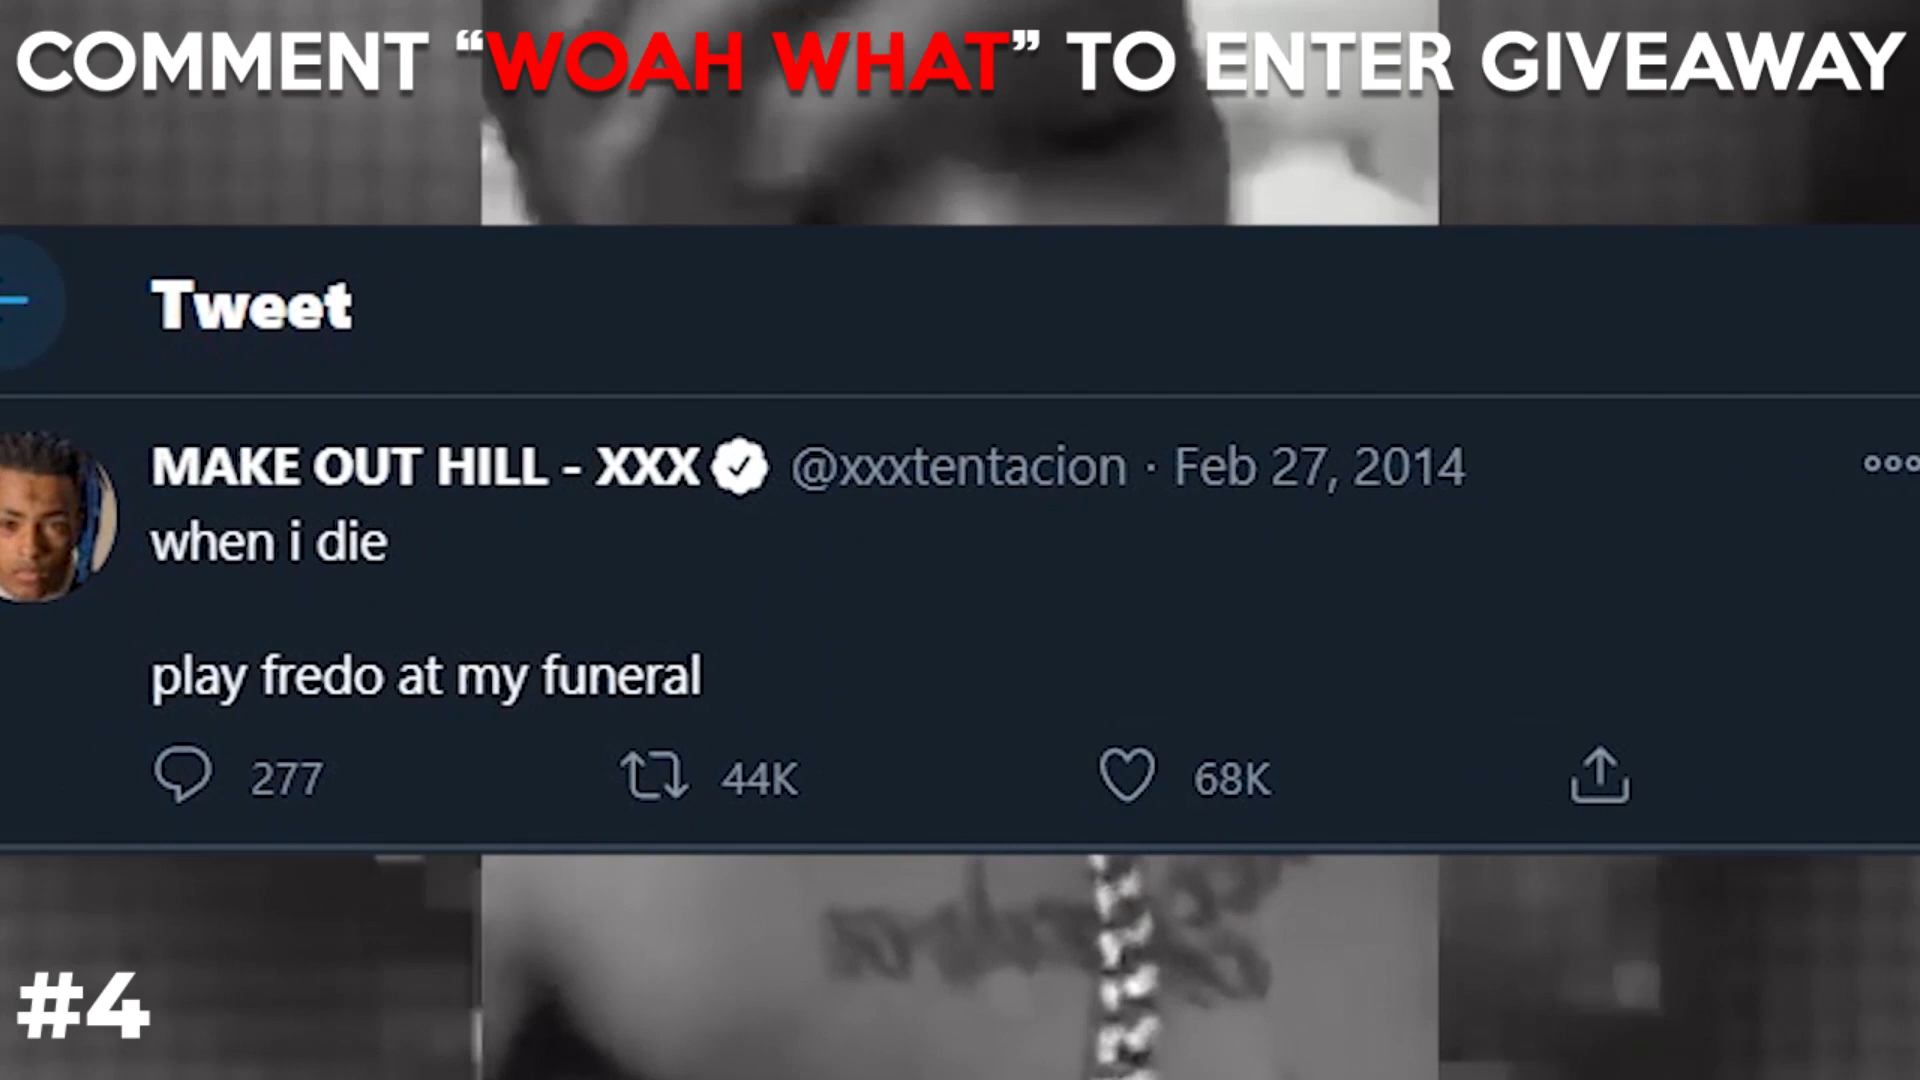 COMMENT “WOAH WHAT” TO ENTER GIVEAWAY
Tweet
MAKE OUT HILL - XXX @xxxtentacion · Feb 27, 2014
when i die
play fredo at my funeral
277 44K 68K
#4